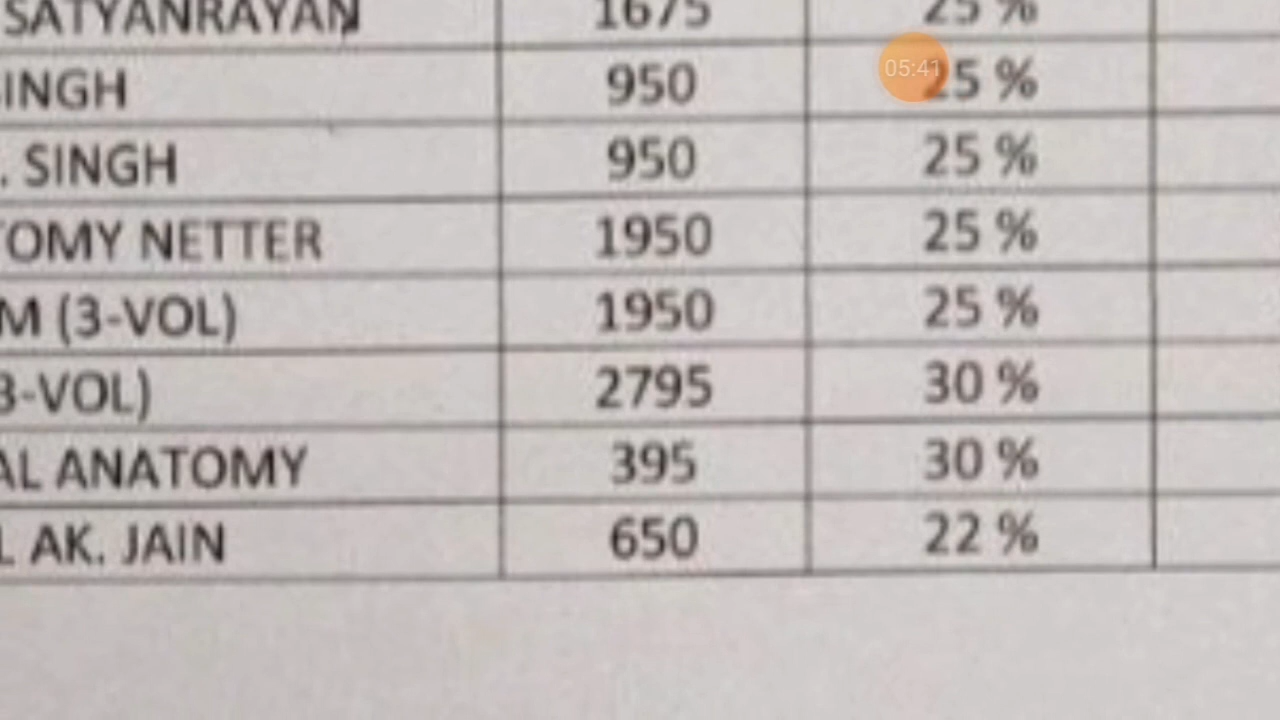 SATYANRAYAN 1675 25 %
SINGH 950 25 %
. SINGH 950 25 %
TOMY NETTER 1950 25 %
M (3-VOL) 1950 25 %
3-VOL) 2795 30 %
AL ANATOMY 395 30 %
L AK. JAIN 650 22 %
05:41